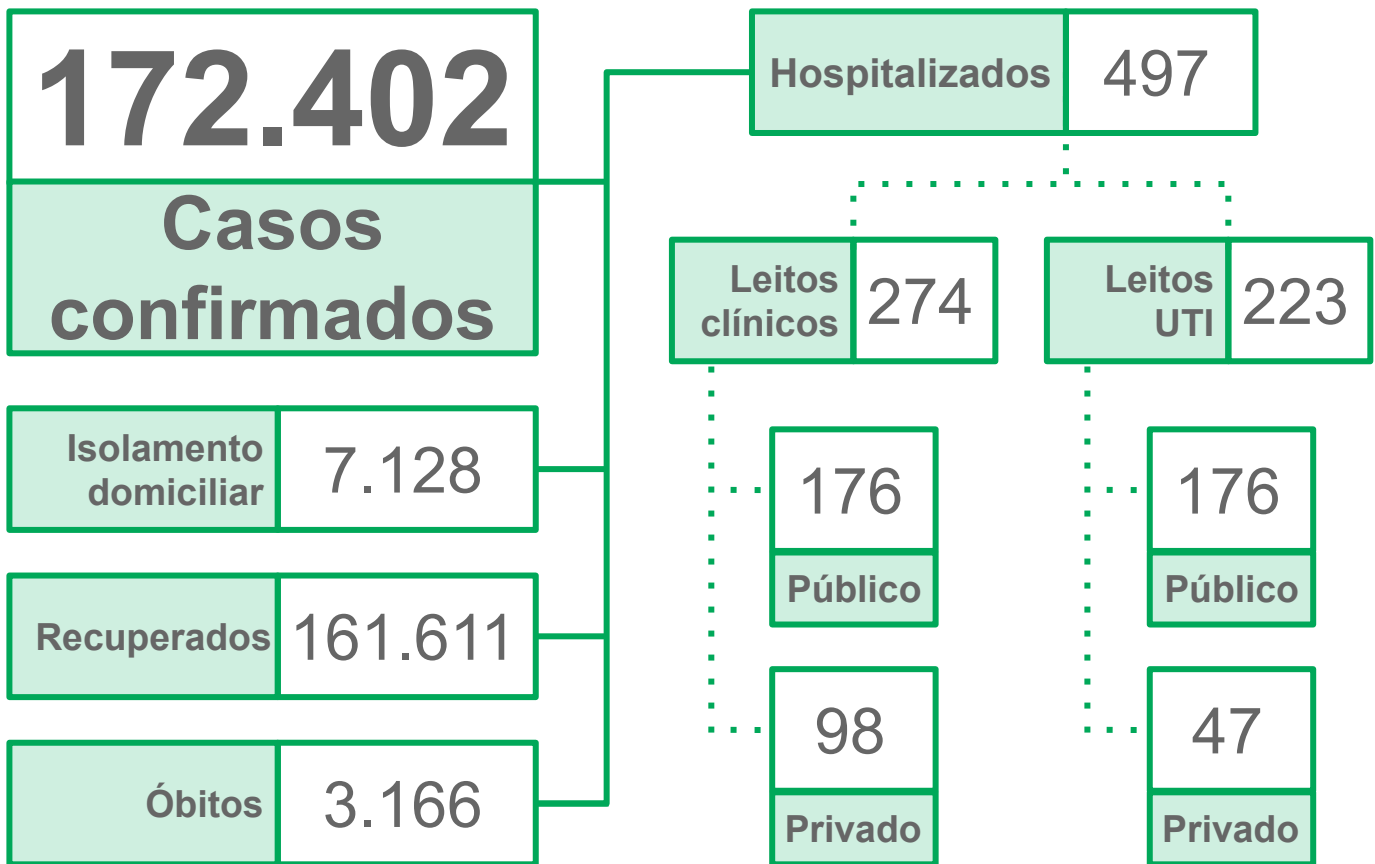 172.402
Casos
confirmados
Isolamento
domiciliar
7.128
Recuperados
161.611
Óbitos
3.166
Hospitalizados
497
Leitos
clínicos
274
176
Público
98
Privado
Leitos
UTI
223
176
Público
47
Privado